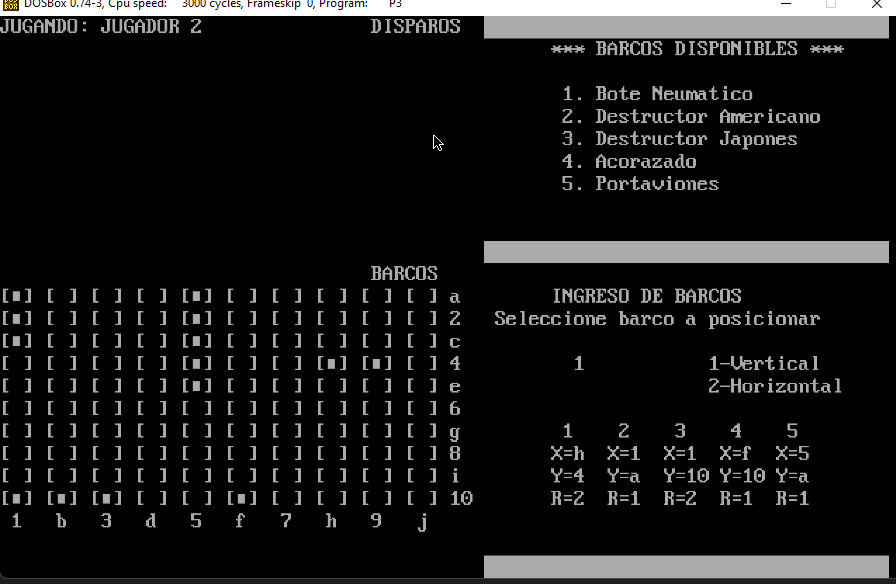 DOSBox 0.74-3, Cpu speed: 3000 cycles, Frameskip 0, Program: P3
JUGANDO: JUGADOR 2 DISPAROS
*** BARCOS DISPONIBLES ***
1. Bote Neumatico
2. Destructor Americano
3. Destructor Japones
4. Acorazado
5. Portaviones
BARCOS
[■] [ ] [ ] [ ] [■] [ ] [ ] [ ] [ ] [ ] a
[■] [ ] [ ] [ ] [■] [ ] [ ] [ ] [ ] [ ] 2
[■] [ ] [ ] [ ] [■] [ ] [ ] [ ] [ ] [ ] c
[ ] [ ] [ ] [ ] [■] [ ] [ ] [■] [■] [ ] 4
[ ] [ ] [ ] [ ] [■] [ ] [ ] [ ] [ ] [ ] e
[ ] [ ] [ ] [ ] [ ] [ ] [ ] [ ] [ ] [ ] 6
[ ] [ ] [ ] [ ] [ ] [ ] [ ] [ ] [ ] [ ] g
[ ] [ ] [ ] [ ] [ ] [ ] [ ] [ ] [ ] [ ] 8
[ ] [ ] [ ] [ ] [ ] [ ] [ ] [ ] [ ] [ ] i
[■] [■] [■] [ ] [ ] [■] [ ] [ ] [ ] [ ] 10
1 b 3 d 5 f 7 h 9 j
INGRESO DE BARCOS
Seleccione barco a posicionar
1 1-Vertical
2-Horizontal
1 2 3 4 5
X=h X=1 X=1 X=f X=5
Y=4 Y=a Y=10 Y=10 Y=a
R=2 R=1 R=2 R=1 R=1